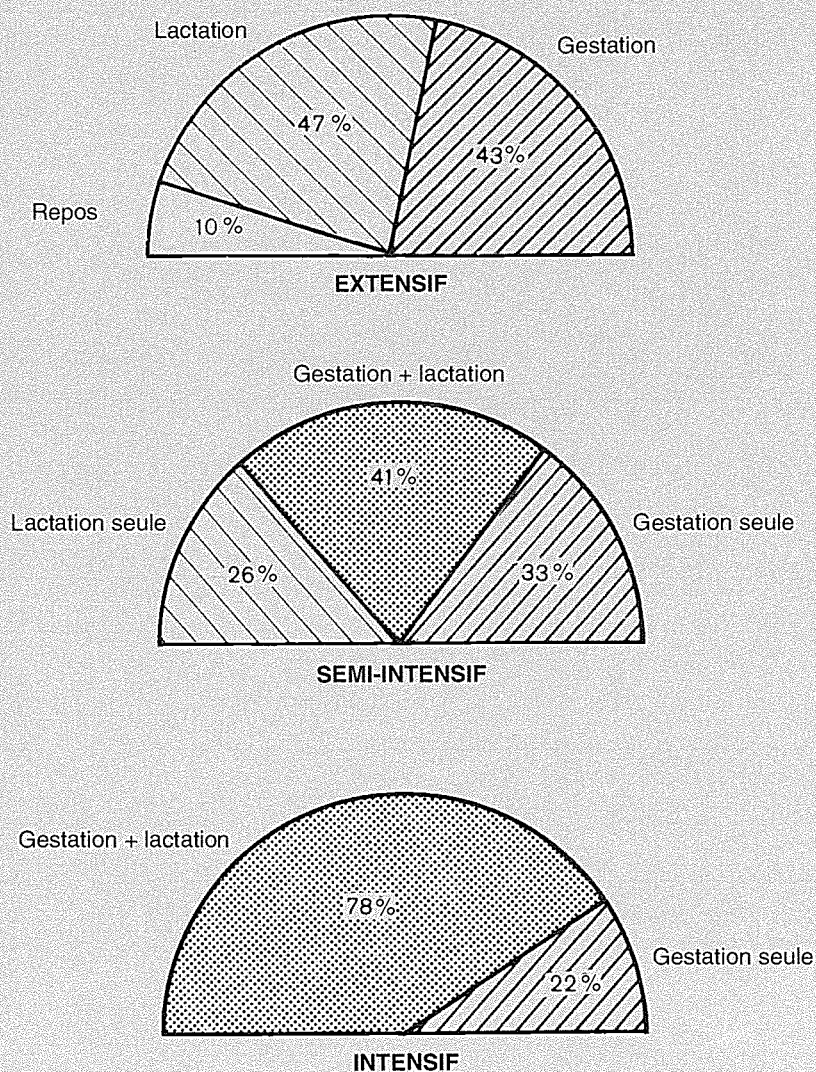 Lactation
Gestation
47 %
43%
Repos
10 %
EXTENSIF
Gestation + lactation
41%
Lactation seule
Gestation seule
26%
33%
SEMI-INTENSIF
Gestation + lactation
78%
Gestation seule
22%
INTENSIF